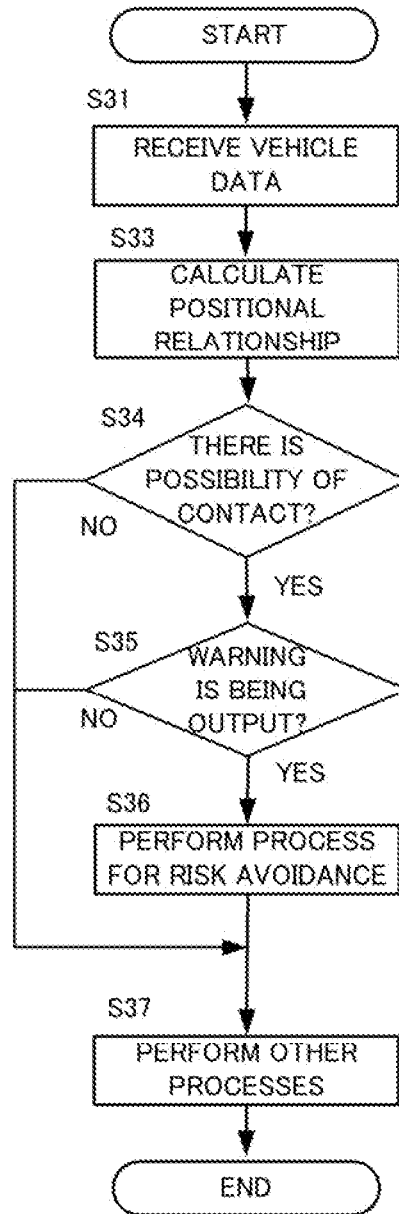 START
S31
RECEIVE VEHICLE
DATA
S33
CALCULATE
POSITIONAL
RELATIONSHIP
S34
THERE IS
POSSIBILITY OF
CONTACT?
NO
YES
S35
WARNING
IS BEING
OUTPUT?
NO
YES
S36
PERFORM PROCESS
FOR RISK AVOIDANCE
S37
PERFORM OTHER
PROCESSES
END